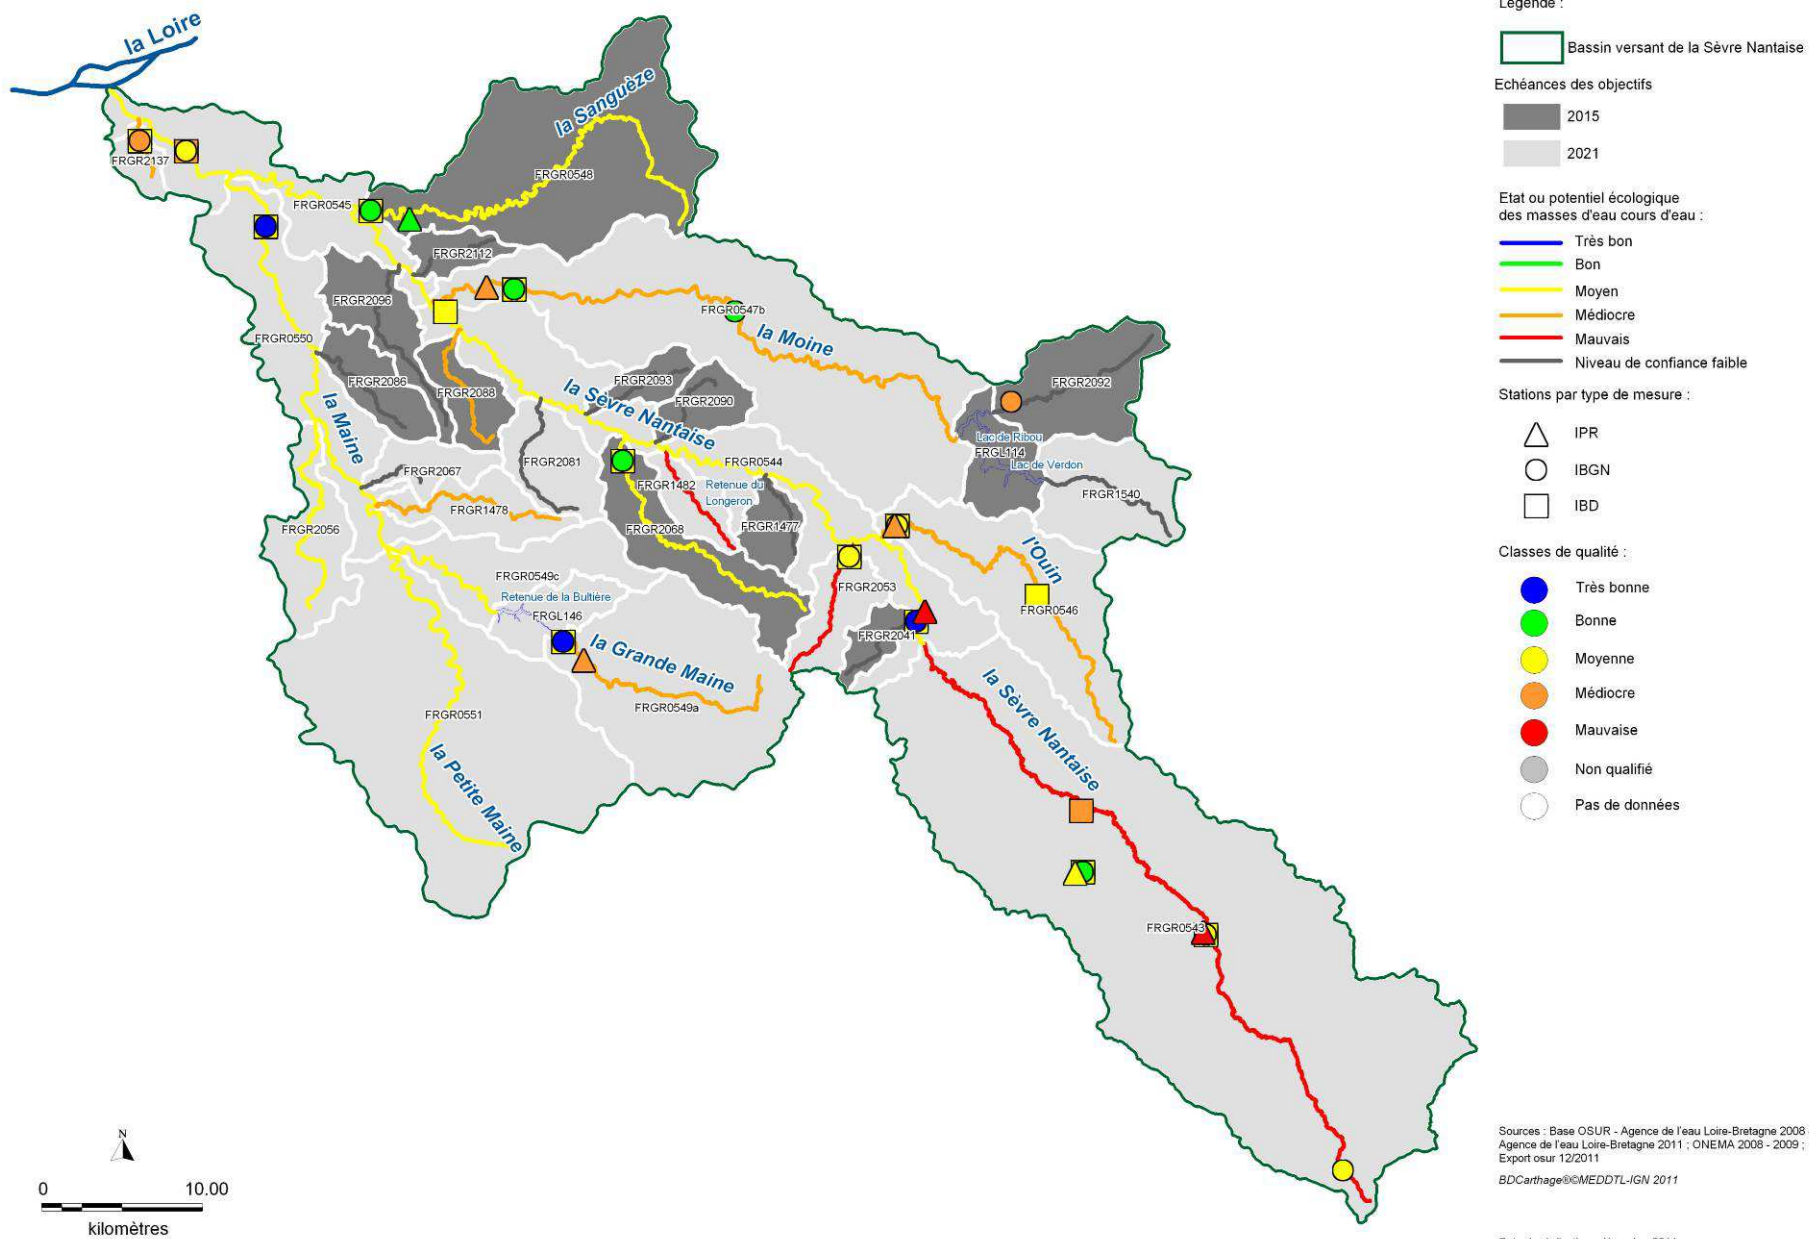 Légende :
Bassin versant de la Sèvre Nantaise
Echéances des objectifs
2015
2021
Etat ou potentiel écologique
des masses d'eau cours d'eau :
Très bon
Bon
Moyen
Médiocre
Mauvais
Niveau de confiance faible
Stations par type de mesure :
IPR
IBGN
IBD
Classes de qualité :
Très bonne
Bonne
Moyenne
Médiocre
Mauvaise
Non qualifié
Pas de données
la Loire
la Sanguèze
FRGR2137
FRGR0548
FRGR0545
FRGR2112
FRGR2096
FRGR0547b
la Moine
FRGR0550
FRGR2086
FRGR2088
FRGR2093
FRGR2092
FRGR2090
la Sèvre Nantaise
la Maine
Lac de Ribou
FRGL114
Lac de Verdon
FRGR2067
FRGR2081
FRGR0544
FRGR1482
Retenue du
Longeron
FRGR1540
FRGR1478
FRGR2056
FRGR2068
FRGR1477
l'Ouin
FRGR0549c
Retenue de la Bultière
FRGL146
FRGR2053
FRGR0546
FRGR2041
la Grande Maine
FRGR0549a
la Sèvre Nantaise
FRGR0551
la Petite Maine
FRGR0543
N
0 10.00
kilomètres
Sources : Base OSUR - Agence de l'eau Loire-Bretagne 2008
Agence de l'eau Loire-Bretagne 2011 ; ONEMA 2008 - 2009 ;
Export osur 12/2011
BDCarthage®©MEDDTL-IGN 2011